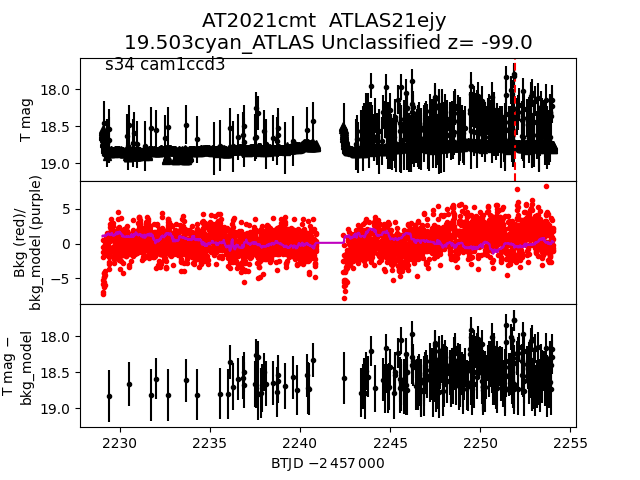 AT2021cmt  ATLAS21ejy
19.503cyan_ATLAS Unclassified z= -99.0
s34 cam1ccd3
T mag
18.0
18.5
19.0
Bkg (red)/
bkg_model (purple)
5
0
−5
T mag −
bkg_model
18.0
18.5
19.0
2230 2235 2240 2245 2250 2255
BTJD −2 457 000